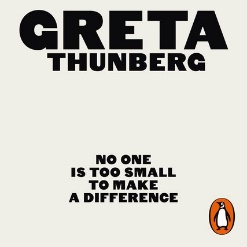 GRETA
THUNBERG
NO ONE
IS TOO SMALL
TO MAKE
A DIFFERENCE